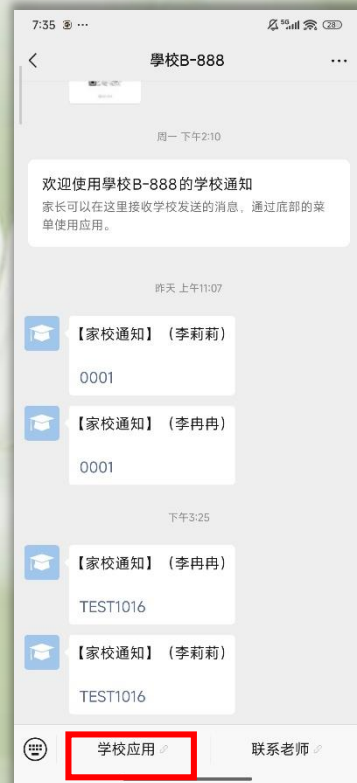 7:35
5G
28
學校B-888
周一 下午2:10
欢迎使用學校B-888的学校通知
家长可以在这里接收学校发送的消息，通过底部的菜
单使用应用。
昨天 上午11:07
【家校通知】（李莉莉）
0001
【家校通知】（李冉冉）
0001
下午3:25
【家校通知】（李冉冉）
TEST1016
【家校通知】（李莉莉）
TEST1016
学校应用
联系老师